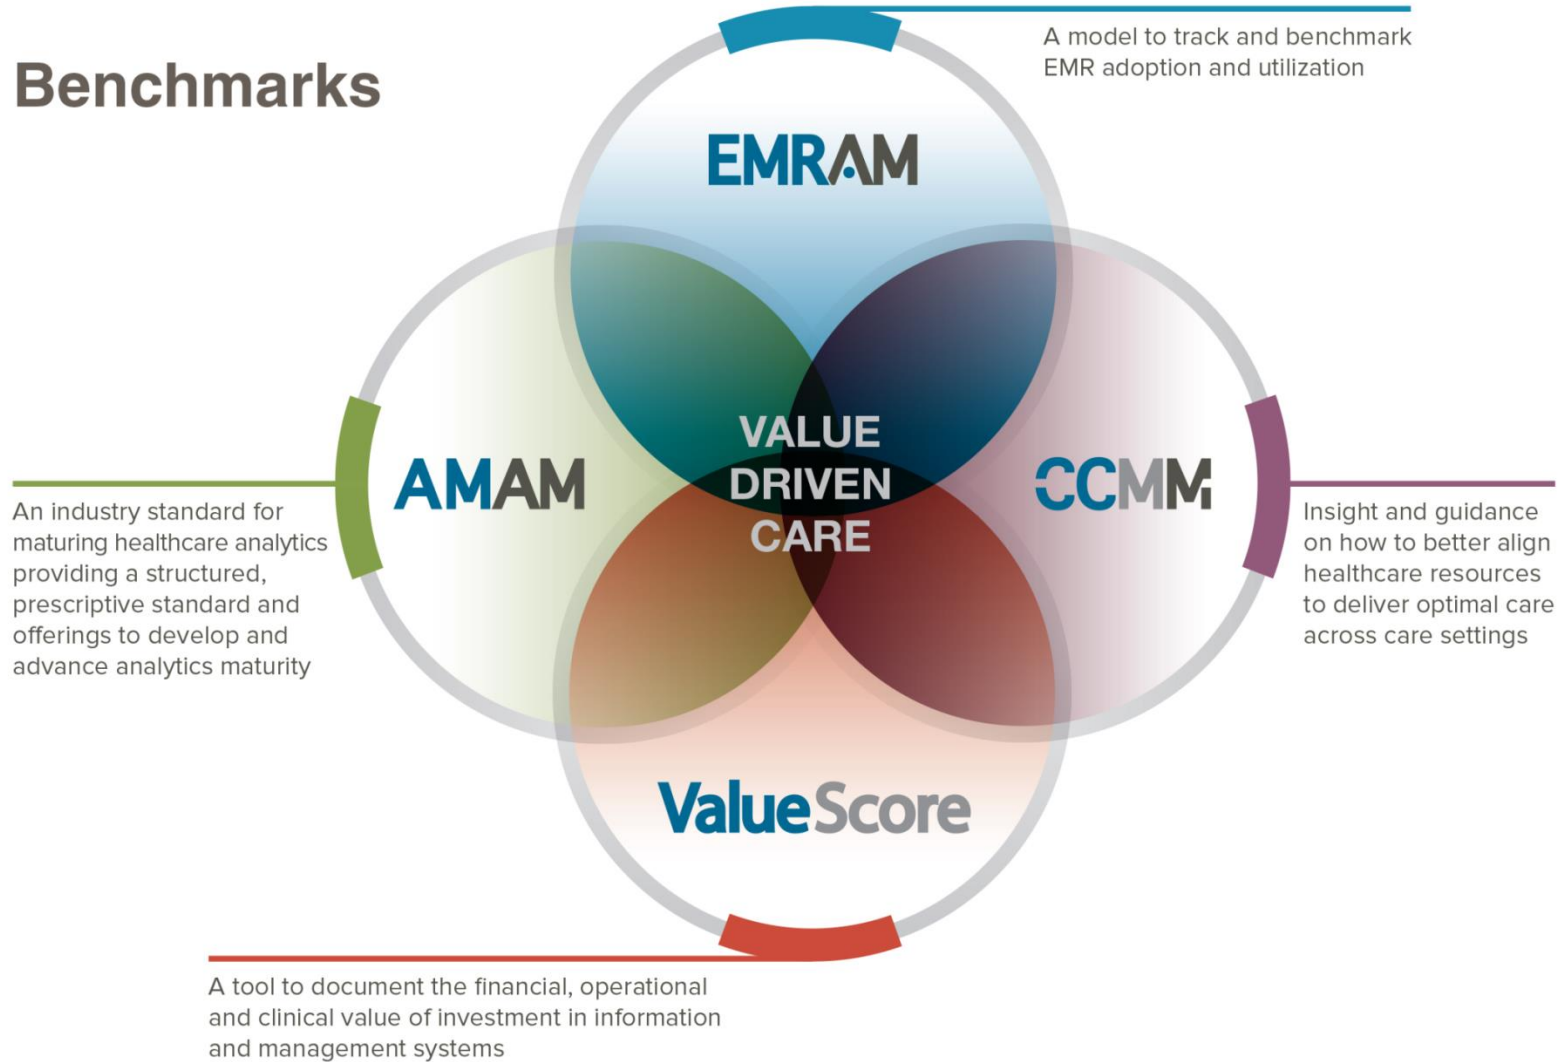 Benchmarks
A model to track and benchmark
EMR adoption and utilization
EMRAM
AMAM
VALUE
DRIVEN
CARE
CCMM
An industry standard for
maturing healthcare analytics
providing a structured,
prescriptive standard and
offerings to develop and
advance analytics maturity
Insight and guidance
on how to better align
healthcare resources
to deliver optimal care
across care settings
ValueScore
A tool to document the financial, operational
and clinical value of investment in information
and management systems